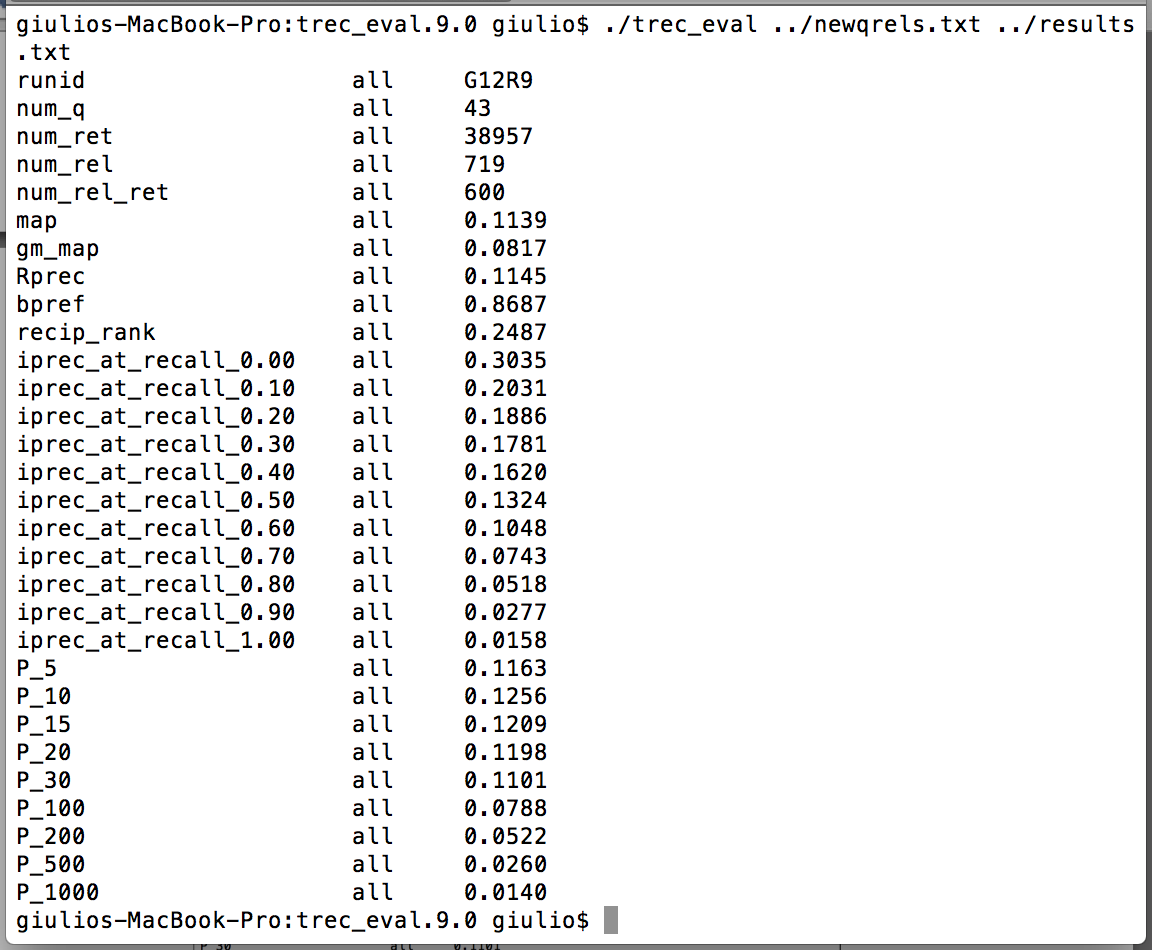 giulios-MacBook-Pro:trec_eval.9.0 giulio$ ./trec_eval ../newqrels.txt ../results
.txt
runid all G12R9
num_q all 43
num_ret all 38957
num_rel all 719
num_rel_ret all 600
map all 0.1139
gm_map all 0.0817
Rprec all 0.1145
bpref all 0.8687
recip_rank all 0.2487
iprec_at_recall_0.00 all 0.3035
iprec_at_recall_0.10 all 0.2031
iprec_at_recall_0.20 all 0.1886
iprec_at_recall_0.30 all 0.1781
iprec_at_recall_0.40 all 0.1620
iprec_at_recall_0.50 all 0.1324
iprec_at_recall_0.60 all 0.1048
iprec_at_recall_0.70 all 0.0743
iprec_at_recall_0.80 all 0.0518
iprec_at_recall_0.90 all 0.0277
iprec_at_recall_1.00 all 0.0158
P_5 all 0.1163
P_10 all 0.1256
P_15 all 0.1209
P_20 all 0.1198
P_30 all 0.1101
P_100 all 0.0788
P_200 all 0.0522
P_500 all 0.0260
P_1000 all 0.0140
giulios-MacBook-Pro:trec_eval.9.0 giulio$
P_30 all 0.1101